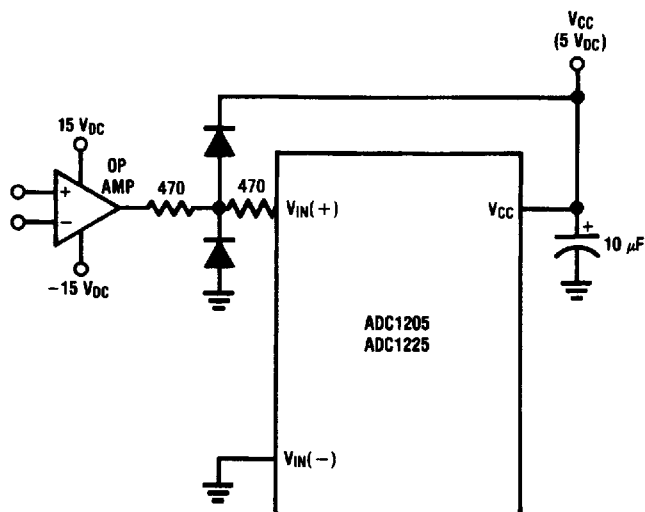 VCC
(5 VDC)
15 VDC
OP
AMP
+
−
470
470
−15 VDC
VIN(+)
VCC
+
10 µF
ADC1205
ADC1225
VIN(−)